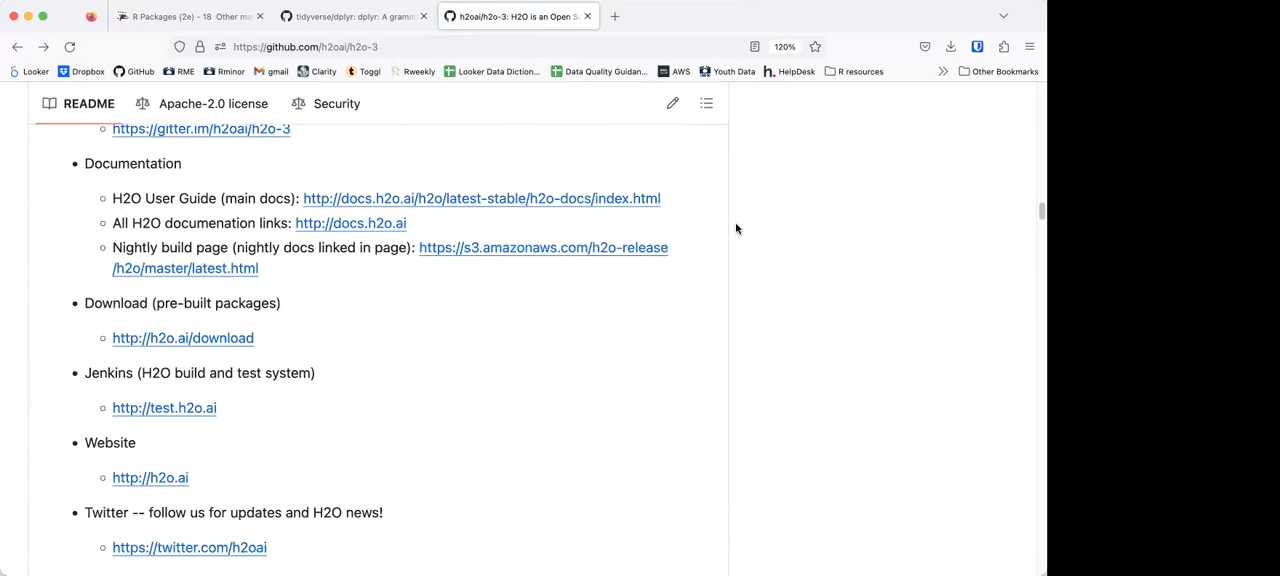 R Packages (2e) - 18 Other ma
tidyverse/dplyr: dplyr: A gramm
h2oai/h2o-3: H2O is an Open S
https://github.com/h2oai/h2o-3
120%
Looker
Dropbox
GitHub
RME
Rminor
gmail
Clarity
Toggl
Rweekly
Looker Data Diction...
Data Quality Guidan...
AWS
Youth Data
HelpDesk
R resources
Other Bookmarks
README
Apache-2.0 license
Security
https://gitter.im/h2oai/h2o-3
Documentation
H2O User Guide (main docs): http://docs.h2o.ai/h2o/latest-stable/h2o-docs/index.html
All H2O documenation links: http://docs.h2o.ai
Nightly build page (nightly docs linked in page): https://s3.amazonaws.com/h2o-release
/h2o/master/latest.html
Download (pre-built packages)
http://h2o.ai/download
Jenkins (H2O build and test system)
http://test.h2o.ai
Website
http://h2o.ai
Twitter -- follow us for updates and H2O news!
https://twitter.com/h2oai